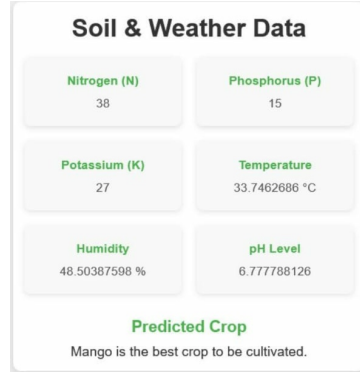 Soil & Weather Data
Nitrogen (N)
38
Phosphorus (P)
15
Potassium (K)
27
Temperature
33.7462686 °C
Humidity
48.50387598 %
pH Level
6.777788126
Predicted Crop
Mango is the best crop to be cultivated.